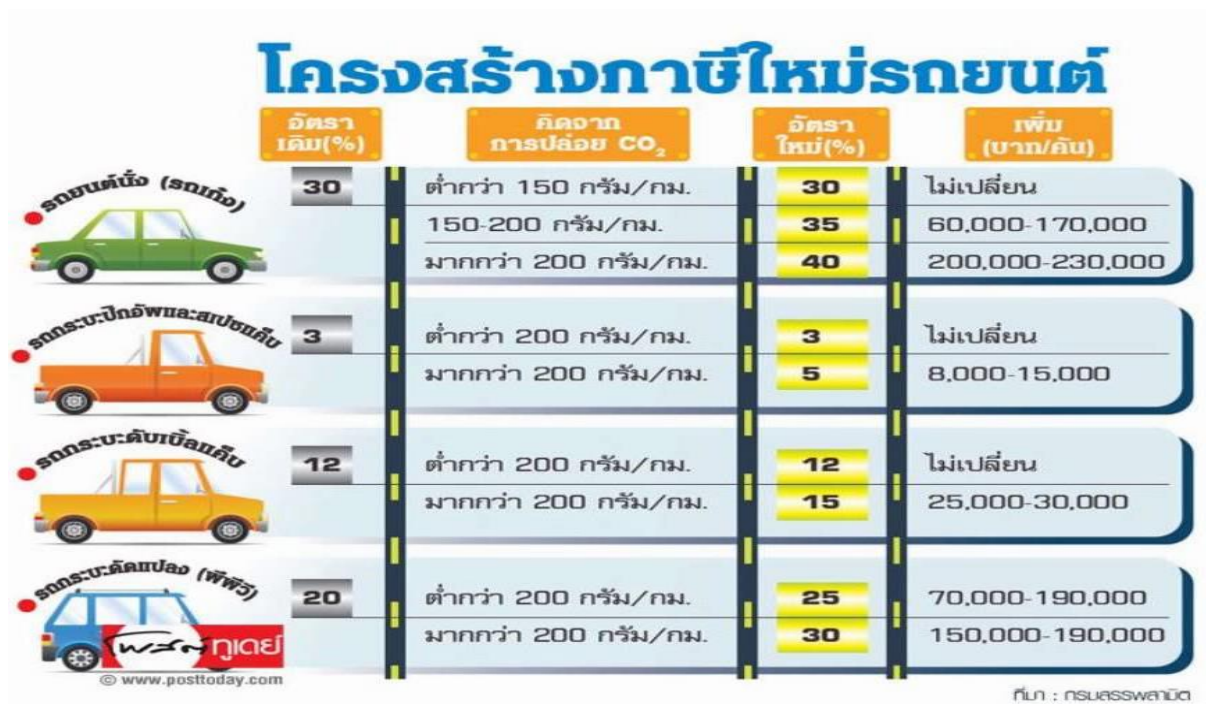 โครงสร้างภาษีใหม่รถยนต์
อัตรา
เดิม(%)
คิดจาก
การปล่อย CO₂
อัตรา
ใหม่(%)
เพิ่ม
(บาท/คัน)
รถยนต์นั่ง (รถเก๋ง)
30 ต่ำกว่า 150 กรัม/กม. 30 ไม่เปลี่ยน
150-200 กรัม/กม. 35 60,000-170,000
มากกว่า 200 กรัม/กม. 40 200,000-230,000
รถกระบะปิกอัพและสเปซแค็บ
3 ต่ำกว่า 200 กรัม/กม. 3 ไม่เปลี่ยน
มากกว่า 200 กรัม/กม. 5 8,000-15,000
รถกระบะดับเบิ้ลแค็บ
12 ต่ำกว่า 200 กรัม/กม. 12 ไม่เปลี่ยน
มากกว่า 200 กรัม/กม. 15 25,000-30,000
รถกระบะดัดแปลง (พีพีวี)
20 ต่ำกว่า 200 กรัม/กม. 25 70,000-190,000
มากกว่า 200 กรัม/กม. 30 150,000-190,000
โพสต์ทูเดย์
© www.posttoday.com
ที่มา : กรมสรรพสามิต